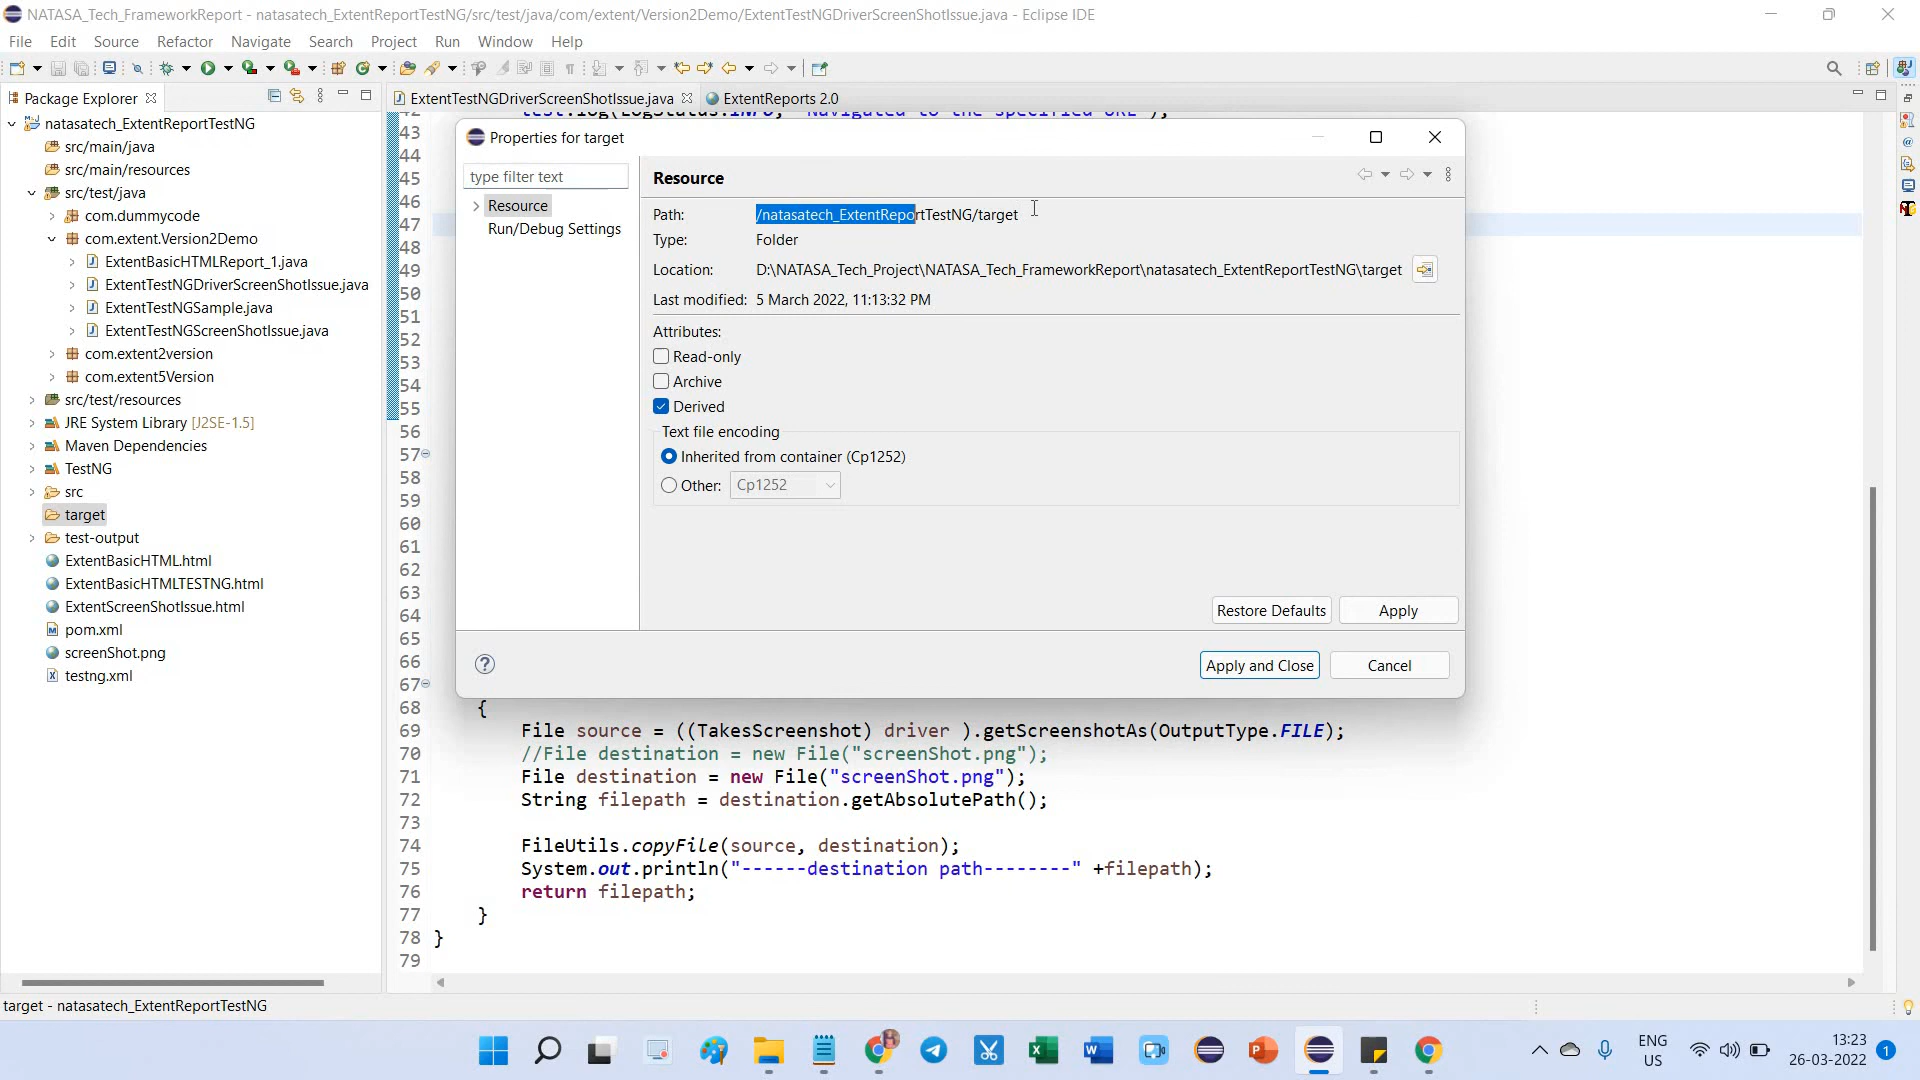 NATASA_Tech_FrameworkReport - natasatech_ExtentReportTestNG/src/test/java/com/extent/Version2Demo/ExtentTestNGDriverScreenShotIssue.java - Eclipse IDE
File Edit Source Refactor Navigate Search Project Run Window Help
Package Explorer
ExtentTestNGDriverScreenShotIssue.java
ExtentReports 2.0
natasatech_ExtentReportTestNG
src/main/java
src/main/resources
src/test/java
com.dummycode
com.extent.Version2Demo
ExtentBasicHTMLReport_1.java
ExtentTestNGDriverScreenShotIssue.java
ExtentTestNGSample.java
ExtentTestNGScreenShotIssue.java
com.extent2version
com.extent5Version
src/test/resources
JRE System Library [J2SE-1.5]
Maven Dependencies
TestNG
src
target
test-output
ExtentBasicHTML.html
ExtentBasicHTMLTESTNG.html
ExtentScreenShotIssue.html
pom.xml
screenShot.png
testng.xml
test.log(LogStatus.INFO, "Navigated to the specified URL");
43
44
45
46
47
48
49
50
51
52
53
54
55
56
57
58
59
60
61
62
63
64
65
66
67
Properties for target
type filter text
Resource
Run/Debug Settings
Resource
Path: /natasatech_ExtentReportTestNG/target
Type: Folder
Location: D:\NATASA_Tech_Project\NATASA_Tech_FrameworkReport\natasatech_ExtentReportTestNG\target
Last modified: 5 March 2022, 11:13:32 PM
Attributes:
Read-only
Archive
Derived
Text file encoding
Inherited from container (Cp1252)
Other: Cp1252
Restore Defaults Apply
Apply and Close Cancel
68 {
69 File source = ((TakesScreenshot) driver ).getScreenshotAs(OutputType.FILE);
70 //File destination = new File("screenShot.png");
71 File destination = new File("screenShot.png");
72 String filepath = destination.getAbsolutePath();
73
74 FileUtils.copyFile(source, destination);
75 System.out.println("------destination path--------" +filepath);
76 return filepath;
77 }
78 }
79
target - natasatech_ExtentReportTestNG
ENG
US
13:23
26-03-2022
1